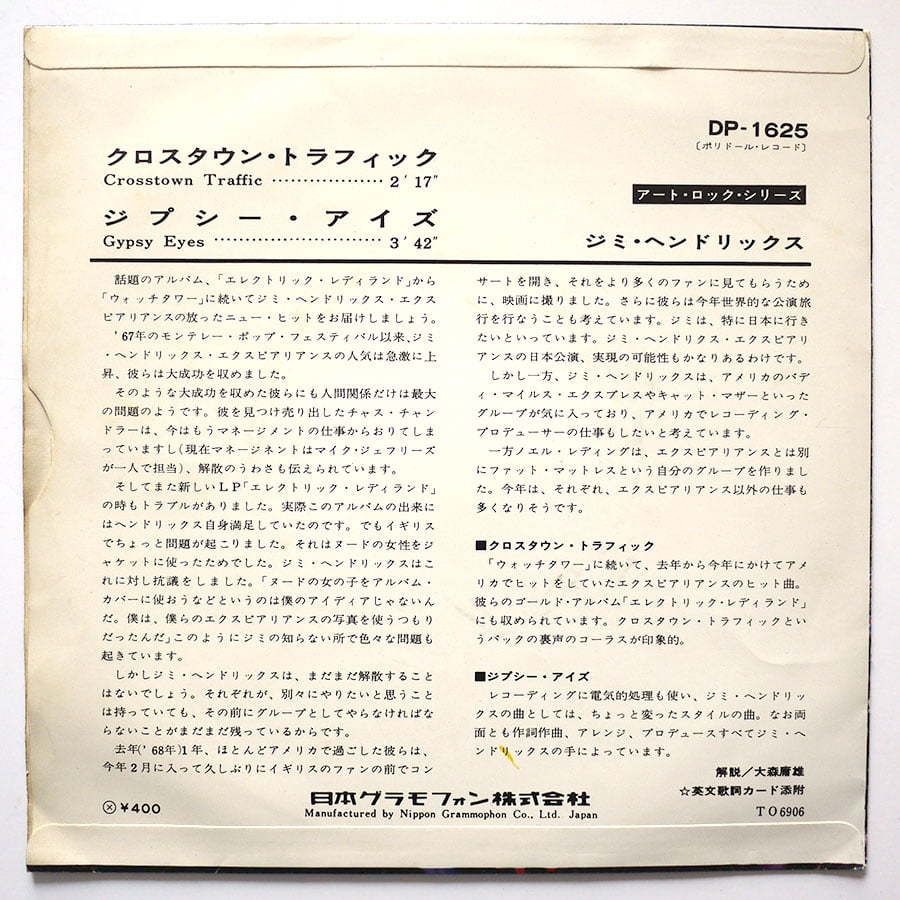 DP-1625
〔ポリドール・レコード〕
クロスタウン・トラフィック
Crosstown Traffic ……………… 2′17″
ジプシー・アイズ
Gypsy Eyes …………………… 3′42″
アート・ロック・シリーズ
ジミ・ヘンドリックス
話題のアルバム、「エレクトリック・レディランド」から
「ウォッチタワー」に続いてジミ・ヘンドリックス・エクス
ピアリアンスの放ったニュー・ヒットをお届けしましょう。
'67年のモンテレー・ポップ・フェスティバル以来、ジミ
・ヘンドリックス・エクスピアリアンスの人気は急激に上
昇、彼らは大成功を収めました。
そのような大成功を収めた彼らにも人間関係だけは最大
の問題のようです。彼を見つけ売り出したチャス・チャン
ドラーは、今はもうマネージメントの仕事からおりてしま
っていますし(現在マネージネントはマイク・ジェフリーズ
が一人で担当)、解散のうわさも伝えられています。
そしてまた新しいLP「エレクトリック・レディランド」
の時もトラブルがありました。実際このアルバムの出来に
はヘンドリックス自身満足していたのです。でもイギリス
でちょっと問題が起こりました。それはヌードの女性をジ
ャケットに使ったためでした。ジミ・ヘンドリックスはこ
れに対し抗議をしました。「ヌードの女の子をアルバム・
カバーに使おうなどというのは僕のアイディアじゃないん
だ。僕は、僕らのエクスピアリアンスの写真を使うつもり
だったんだ」このようにジミの知らない所で色々な問題も
起きています。
しかしジミ・ヘンドリックスは、まだまだ解散すること
はないでしょう。それぞれが、別々にやりたいと思うこと
は持っていても、その前にグループとしてやらなければな
らないことがまだまだ残っているからです。
去年('68年)1年、ほとんどアメリカで過ごした彼らは、
今年2月に入って久しぶりにイギリスのファンの前でコン
サートを開き、それをより多くのファンに見てもらうため
に、映画に撮りました。さらに彼らは今年世界的な公演旅
行を行なうことも考えています。ジミは、特に日本に行き
たいといっています。ジミ・ヘンドリクス・エクスピアリ
アンスの日本公演、実現の可能性もかなりあるわけです。
しかし一方、ジミ・ヘンドリックスは、アメリカのバデ
ィ・マイルス・エクスプレスやキャット・マザーといった
グループが気に入っており、アメリカでレコーディング・
プロデューサーの仕事もしたいと考えています。
一方ノエル・レディングは、エクスピアリアンスとは別
にファット・マットレスという自分のグループを作りまし
た。今年は、それぞれ、エクスピアリアンス以外の仕事も
多くなりそうです。
■クロスタウン・トラフィック
「ウォッチタワー」に続いて、去年から今年にかけてアメ
リカでヒットをしていたエクスピアリアンスのヒット曲。
彼らのゴールド・アルバム「エレクトリック・レディランド」
にも収められています。クロスタウン・トラフィックとい
うバックの裏声のコーラスが印象的。
■ジプシー・アイズ
レコーディングに電気的処理も使い、ジミ・ヘンドリッ
クスの曲としては、ちょっと変ったスタイルの曲。なお両
面とも作詞作曲、アレンジ、プロデュースすべてジミ・ヘ
ンドリックスの手によっています。
解説／大森庸雄
☆英文歌詞カード添附
TO6906
ⓧ¥400
日本グラモフォン株式会社
Manufactured by Nippon Grammophon Co., Ltd. Japan